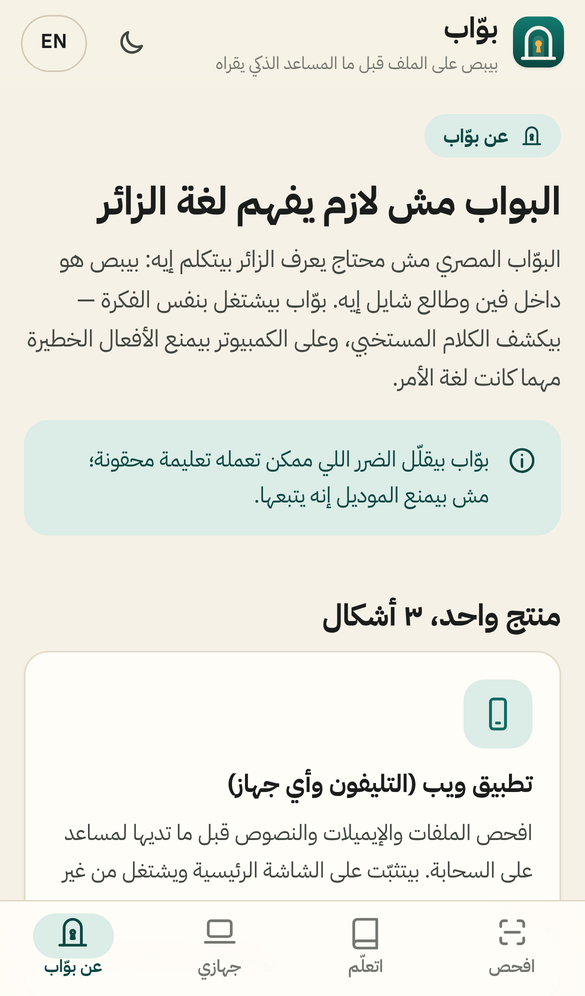 بوّاب
بيبص على الملف قبل ما المساعد الذكي يقراه
EN
عن بوّاب
البواب مش لازم يفهم لغة الزائر
البوّاب المصري مش محتاج يعرف الزائر بيتكلم إيه: بيبص هو
داخل فين وطالع شايل إيه. بوّاب بيشتغل بنفس الفكرة —
بيكشف الكلام المستخبي، وعلى الكمبيوتر بيمنع الأفعال الخطيرة
مهما كانت لغة الأمر.
بوّاب بيقلّل الضرر اللي ممكن تعمله تعليمة محقونة؛
مش بيمنع الموديل إنه يتبعها.
منتج واحد، ٣ أشكال
تطبيق ويب (التليفون وأي جهاز)
افحص الملفات والإيميلات والنصوص قبل ما تديها لمساعد
على السحابة. بيتثبّت على الشاشة الرئيسية ويشتغل من غير
افحص
اتعلّم
جهازي
عن بوّاب